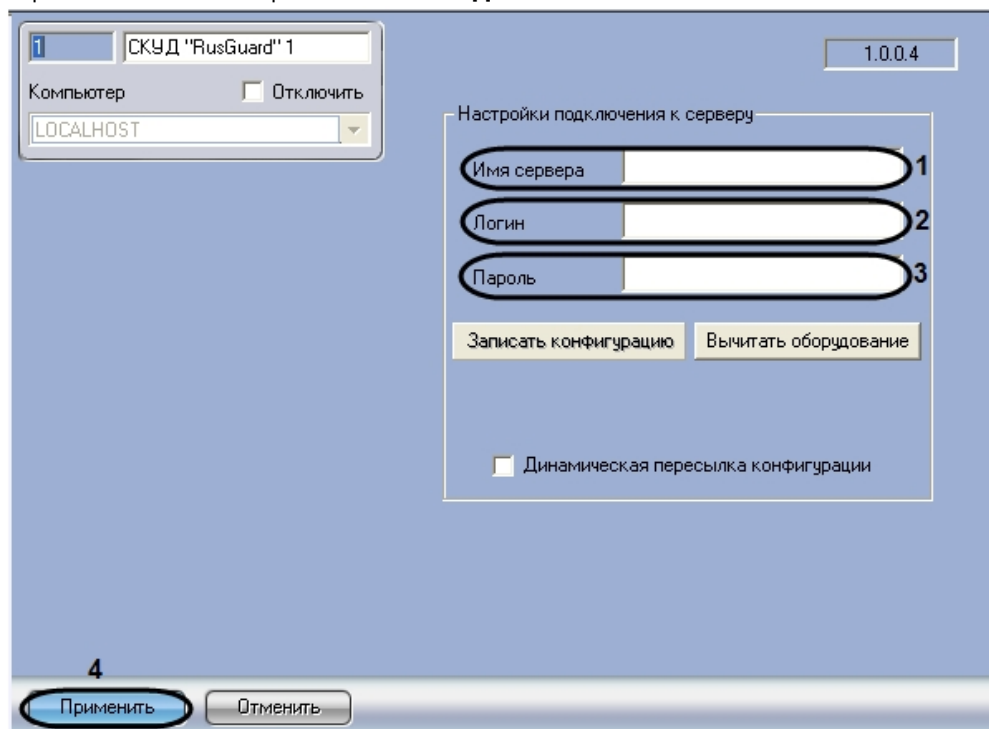 1 СКУД "RusGuard" 1
1.0.0.4
Компьютер Отключить
LOCALHOST
Настройки подключения к серверу
Имя сервера 1
Логин 2
Пароль 3
Записать конфигурацию Вычитать оборудование
Динамическая пересылка конфигурации
4
Применить Отменить